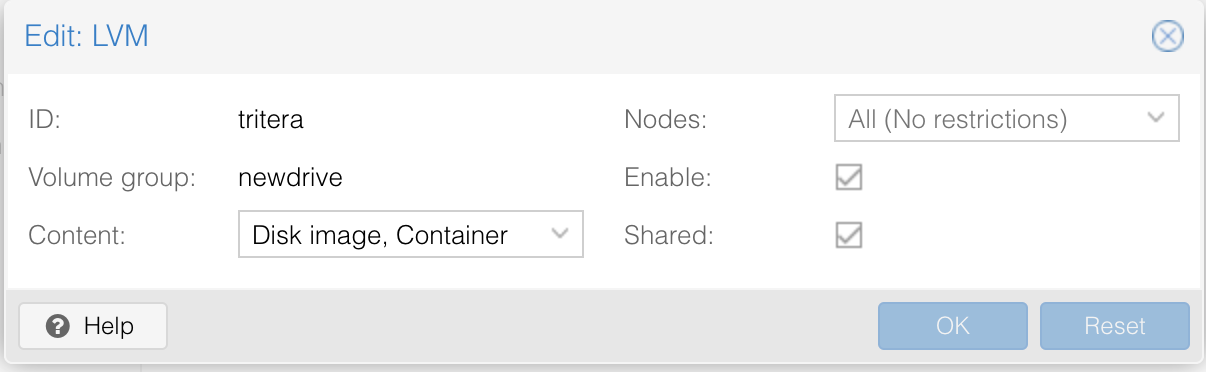 Edit: LVM
ID: tritera
Nodes: All (No restrictions)
Volume group: newdrive
Enable:
Content: Disk image, Container
Shared:
Help
OK
Reset